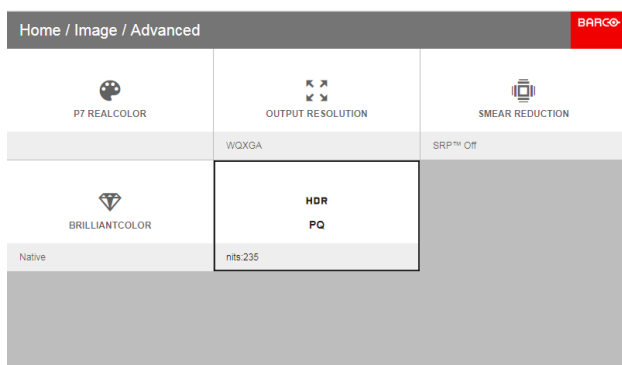 Home / Image / Advanced
BARCO
P7 REALCOLOR
OUTPUT RESOLUTION
SMEAR REDUCTION
WQXGA
SRP™ Off
HDR
PQ
BRILLIANTCOLOR
Native
nits:235